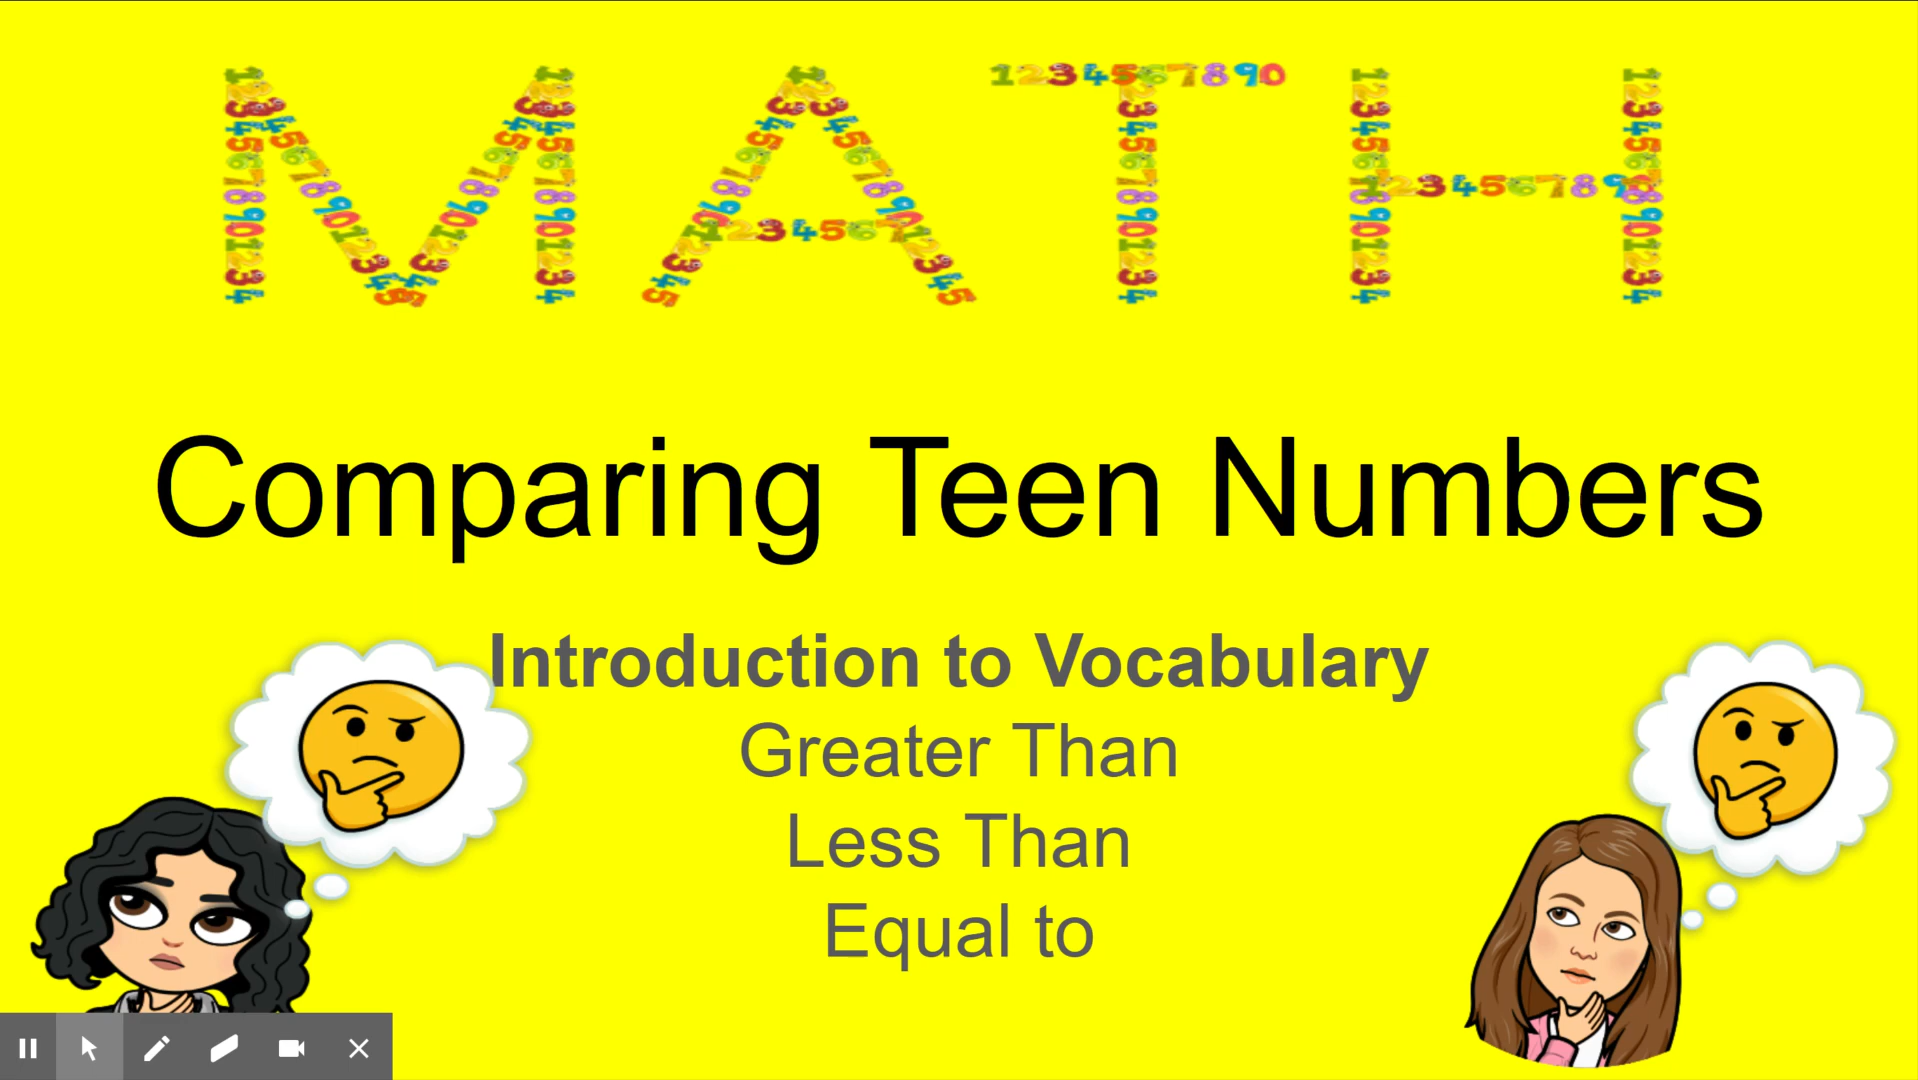 MATH
Comparing Teen Numbers
Introduction to Vocabulary
Greater Than
Less Than
Equal to